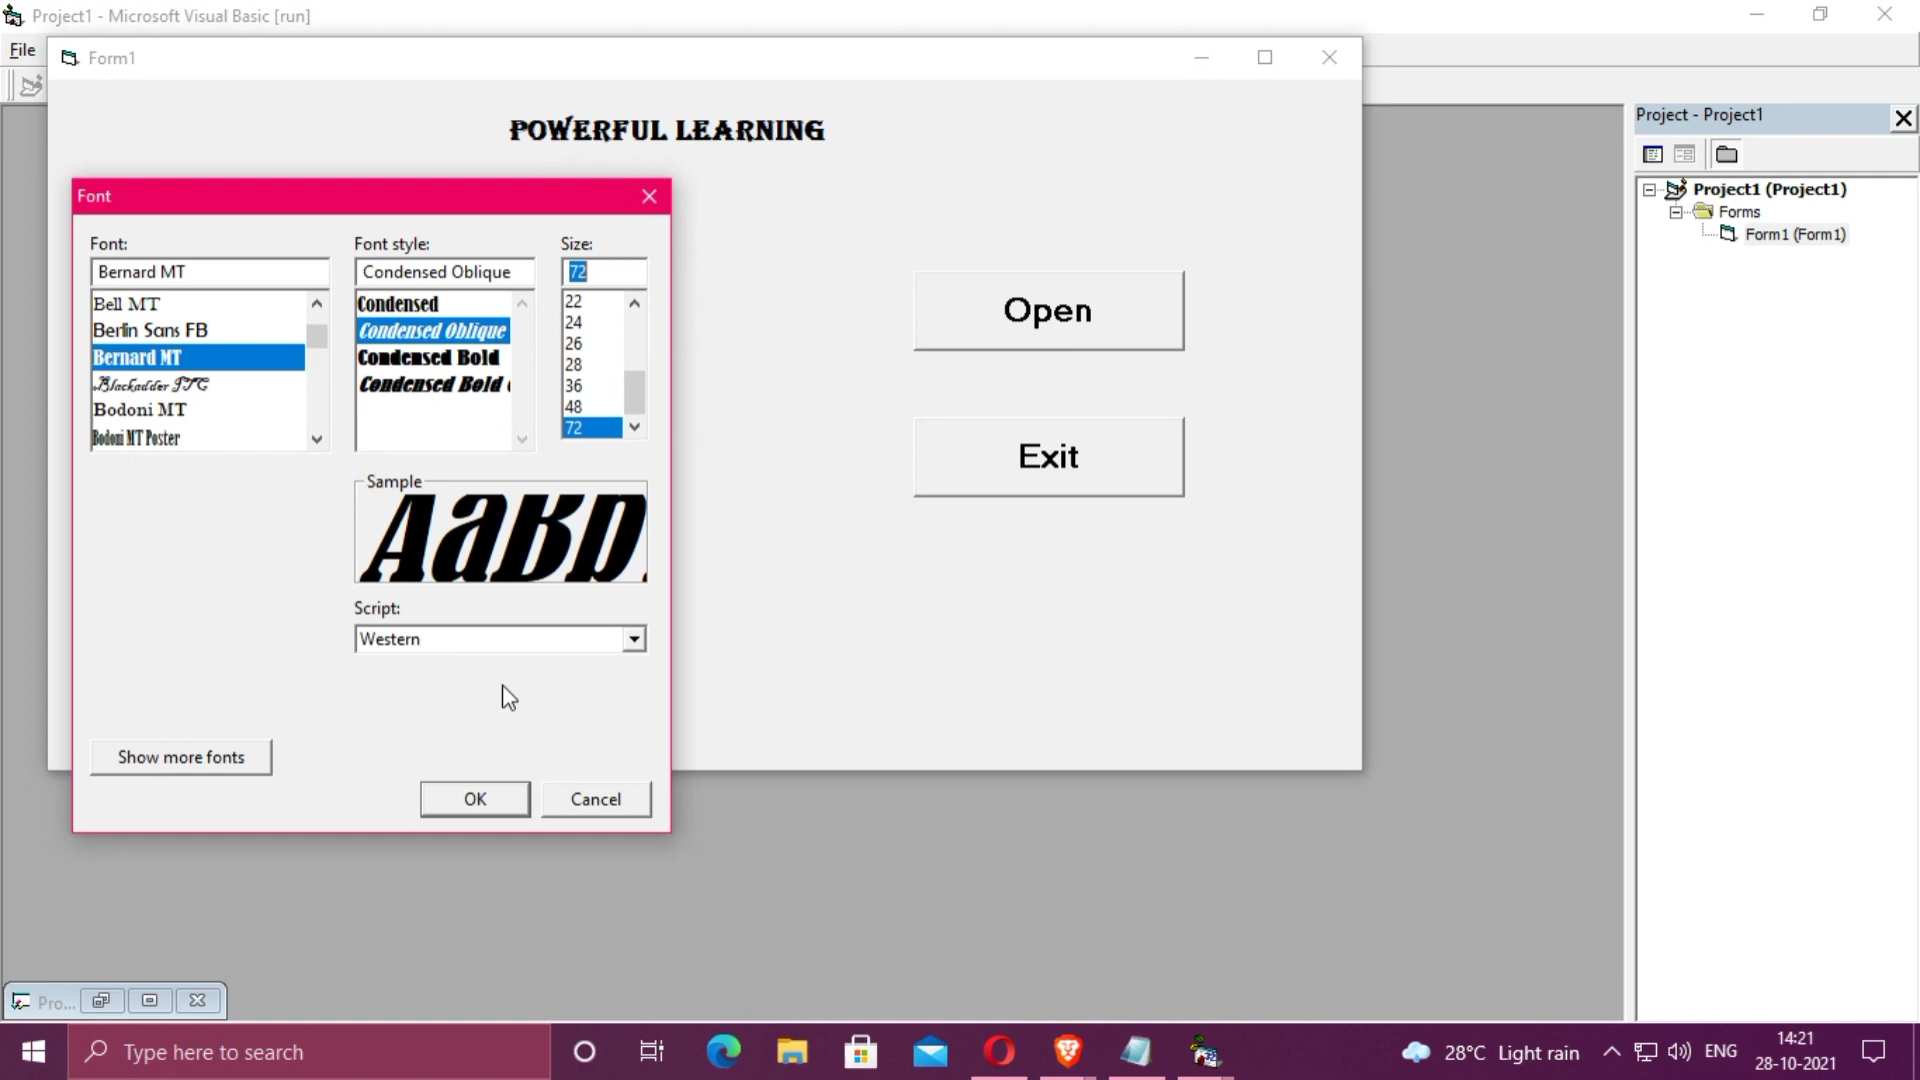 Project1 - Microsoft Visual Basic [run]
File
Form1
POWERFUL LEARNING
Project - Project1
Project1 (Project1)
Forms
Form1 (Form1)
Font
Font:
Font style:
Size:
Bernard MT
Condensed Oblique
72
Bell MT
Berlin Sans FB
Bernard MT
Blackadder ITC
Bodoni MT
Bodoni MT Poster
Condensed
Condensed Oblique
Condensed Bold
Condensed Bold
22
24
26
28
36
48
72
Sample
AaBb
Script:
Western
Show more fonts
OK
Cancel
Open
Exit
Pro...
Type here to search
28°C Light rain
ENG
14:21
28-10-2021